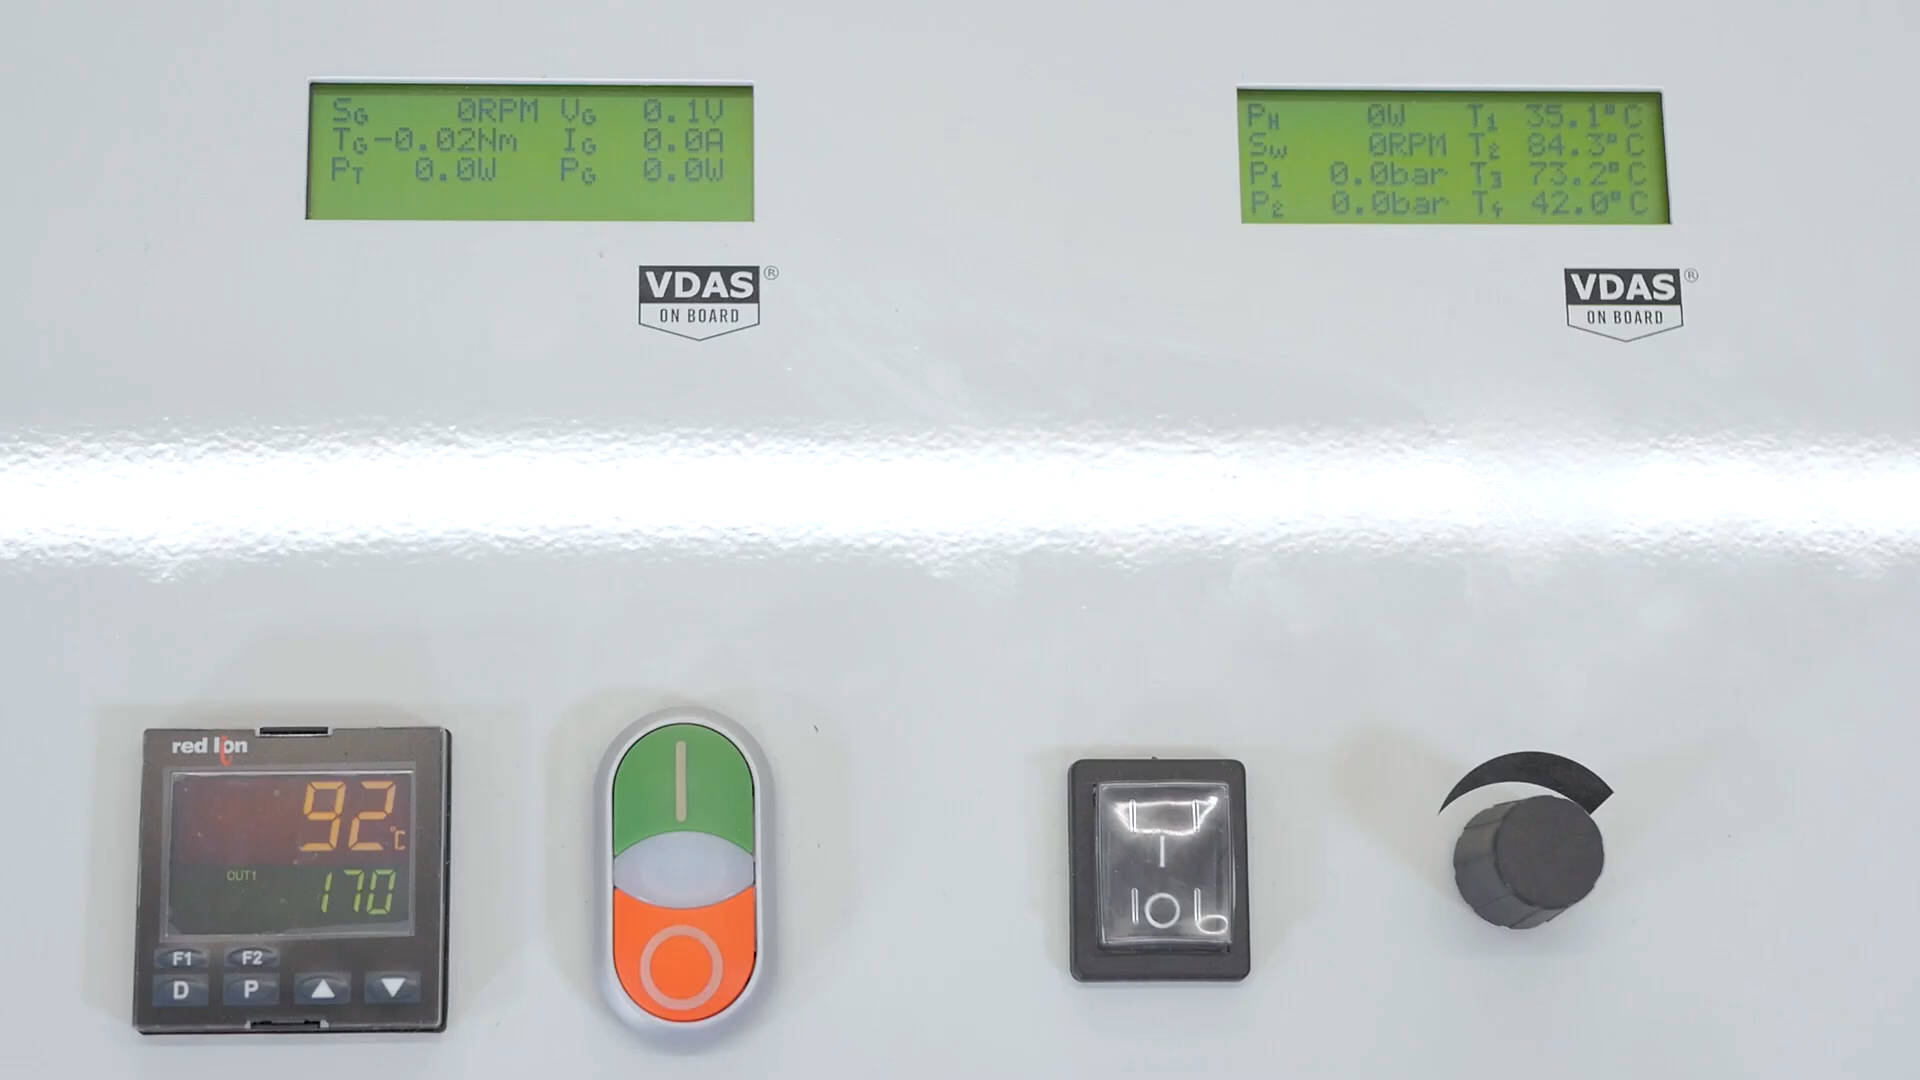 SG 0RPM VG 0.1V
TG-0.02Nm IG 0.0A
PT 0.0W PG 0.0W
PH 0W T1 35.1°C
SW 0RPM T2 84.3°C
P1 0.0bar T3 73.2°C
P2 0.0bar T4 42.0°C
VDAS®
ON BOARD
VDAS®
ON BOARD
red lion
92°C
OUT1
170
F1 F2
D P
I
O